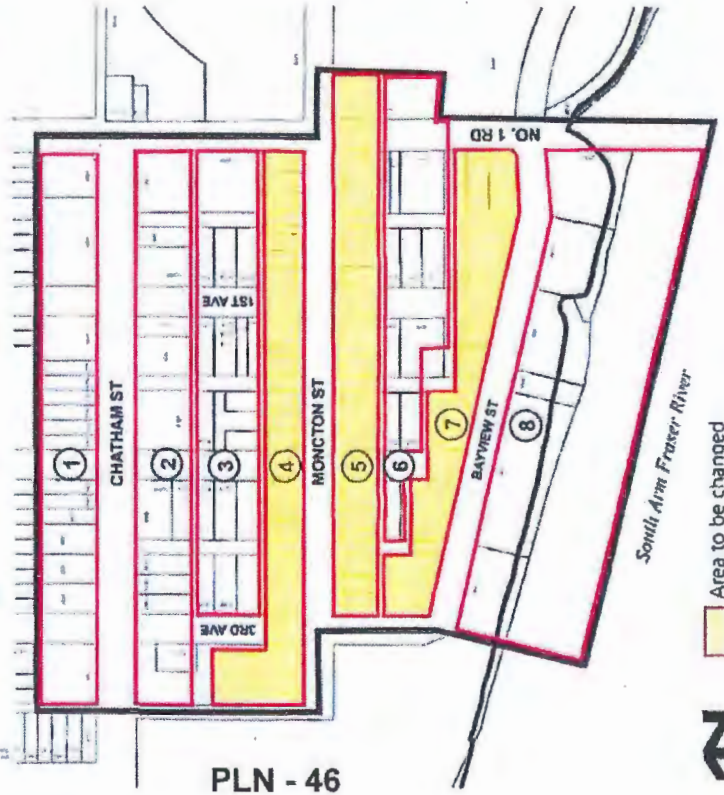 1
CHATHAM ST
2
3
1ST AVE
3RD AVE
4
MONCTON ST
5
6
NO. 1 RD
7
BAYVIEW ST
8
South Arm Fraser River
Area to be changed
PLN - 46